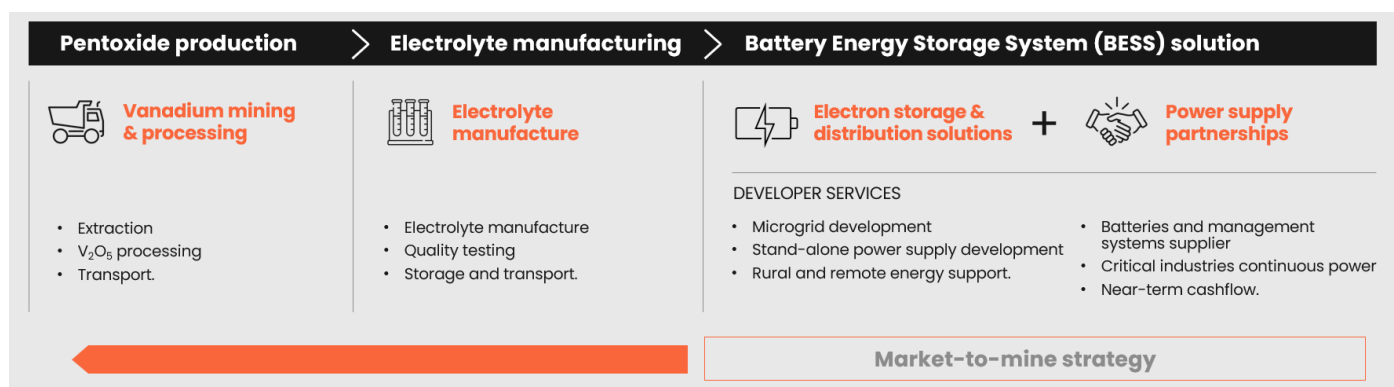 Pentoxide production
Electrolyte manufacturing
Battery Energy Storage System (BESS) solution
Vanadium mining
& processing
• Extraction
• V₂O₅ processing
• Transport.
Electrolyte
manufacture
• Electrolyte manufacture
• Quality testing
• Storage and transport.
Electron storage &
distribution solutions
+
Power supply
partnerships
DEVELOPER SERVICES
• Microgrid development
• Stand-alone power supply development
• Rural and remote energy support.
• Batteries and management
systems supplier
• Critical industries continuous power
• Near-term cashflow.
Market-to-mine strategy